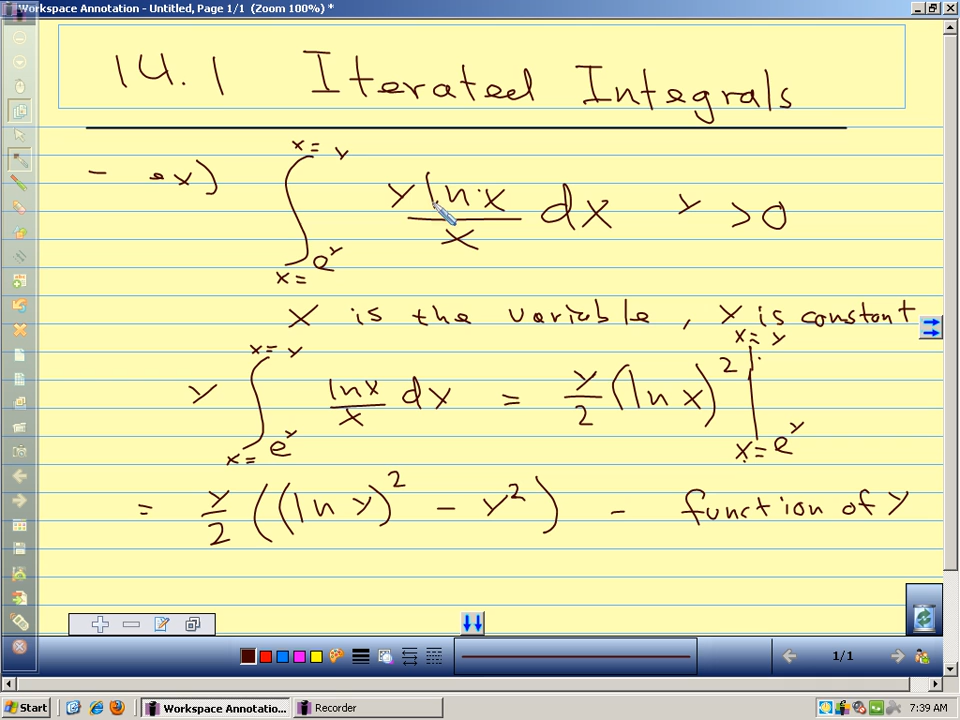 Workspace Annotation - Untitled, Page 1/1 (Zoom 100%) *
14.1 Iterated Integrals
- ex) ∫_{x=e^y}^{x=y} (y ln x)/x dx y > 0
x is the variable, y is constant
y ∫_{x=e^y}^{x=y} (ln x)/x dx = y/2 (ln x)^2 |_{x=e^y}^{x=y}
= y/2 ((ln y)^2 - y^2) - function of y
1/1
Start Workspace Annotatio... Recorder 7:39 AM